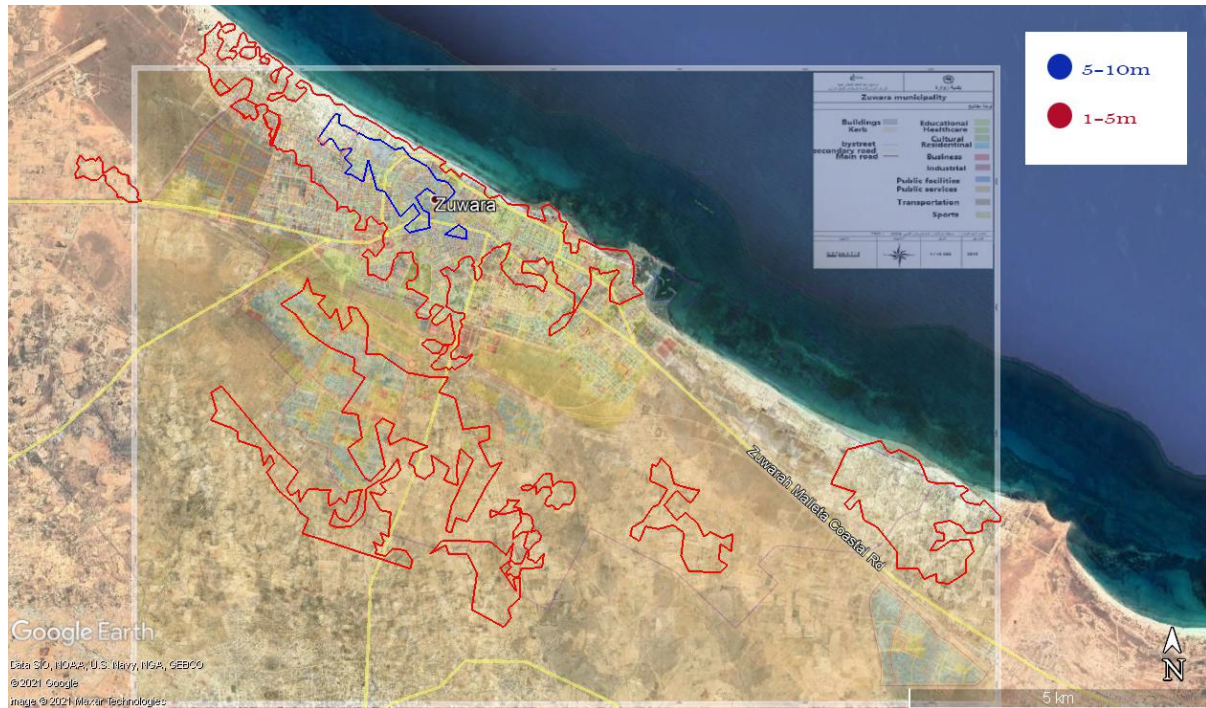 5-10m
1-5m
Zuwara municipality
Buildings
Kerb
bystreet
secondary road
Main road
Educational
Healthcare
Cultural
Residentinal
Business
Industrial
Public facilities
Public services
Transportation
Sports
Zuwara
Zuwarah Malleta Coastal Rd
Google Earth
Data SIO, NOAA, U.S. Navy, NGA, GEBCO
© 2021 Google
Image © 2021 Maxar Technologies
N
5 km